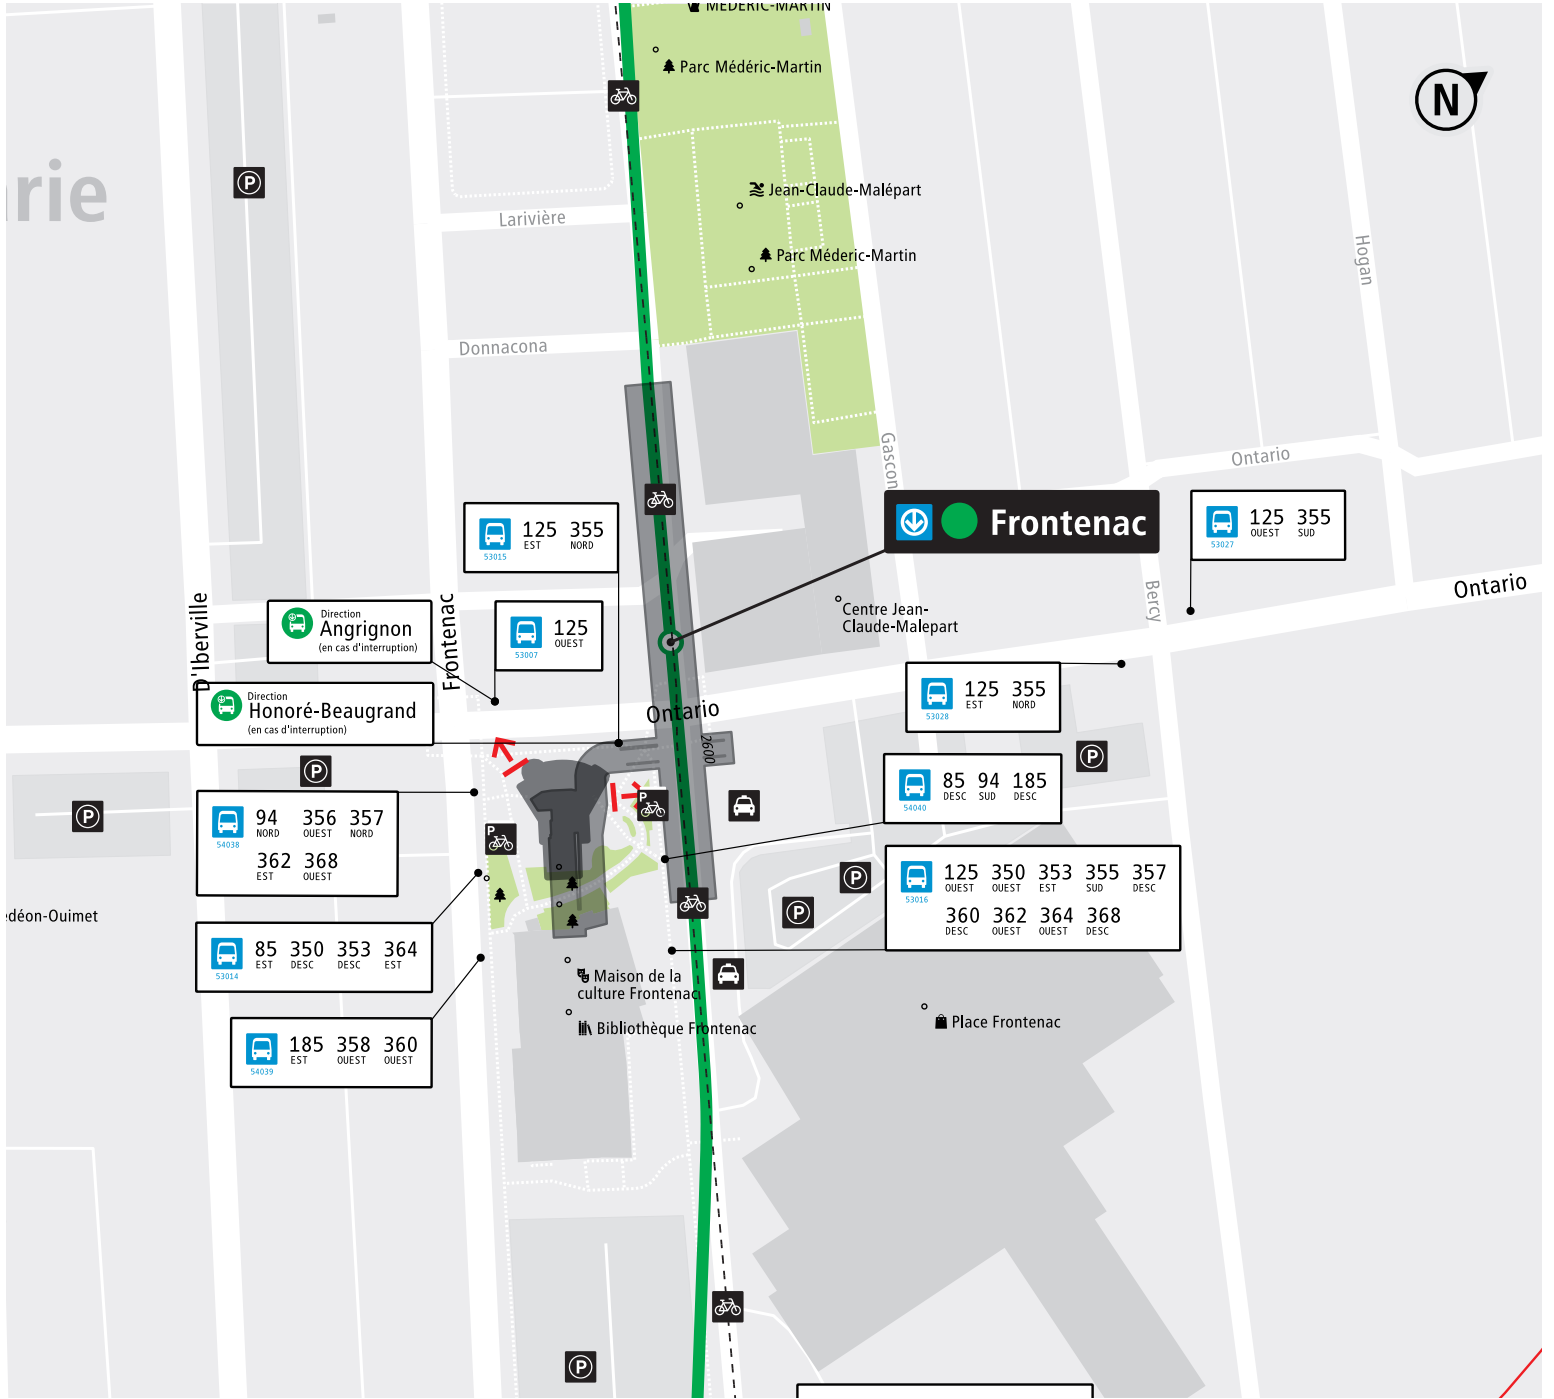 MÉDÉRIC-MARTIN
Parc Médéric-Martin
N
rie
P
Jean-Claude-Malépart
Larivière
Parc Méderic-Martin
Hogan
Donnacona
Gascon
Ontario
Frontenac
125 355
EST NORD
53015
125 355
OUEST SUD
53027
D'Iberville
Frontenac
Direction
Angrignon
(en cas d'interruption)
125
OUEST
53007
Centre Jean-
Claude-Malepart
Bercy
Ontario
Direction
Honoré-Beaugrand
(en cas d'interruption)
Ontario
2600
125 355
EST NORD
53028
P
P
85 94 185
DESC SUD DESC
54040
94 356 357
NORD OUEST NORD
54038
362 368
EST OUEST
P
P
P
P
P
125 350 353 355 357
OUEST OUEST EST SUD DESC
53016
360 362 364 368
DESC OUEST OUEST DESC
édéon-Ouimet
85 350 353 364
EST DESC DESC EST
53014
Maison de la
culture Frontenac
Bibliothèque Frontenac
Place Frontenac
185 358 360
EST OUEST OUEST
54039
P